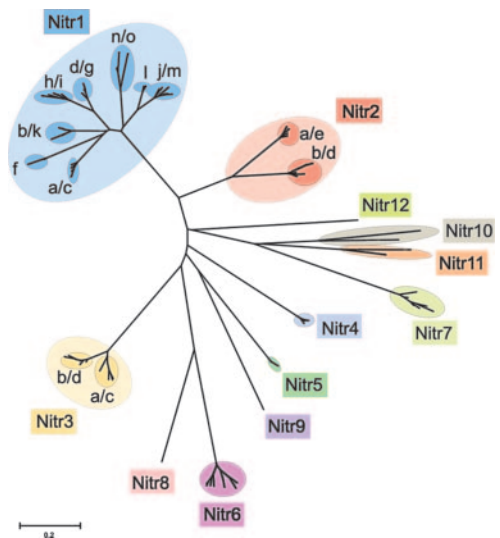 Nitr1
n/o
d/g
l
j/m
h/i
b/k
f
a/c
Nitr2
a/e
b/d
Nitr12
Nitr10
Nitr11
Nitr7
Nitr4
Nitr5
Nitr9
b/d
a/c
Nitr3
Nitr8
Nitr6
0.2